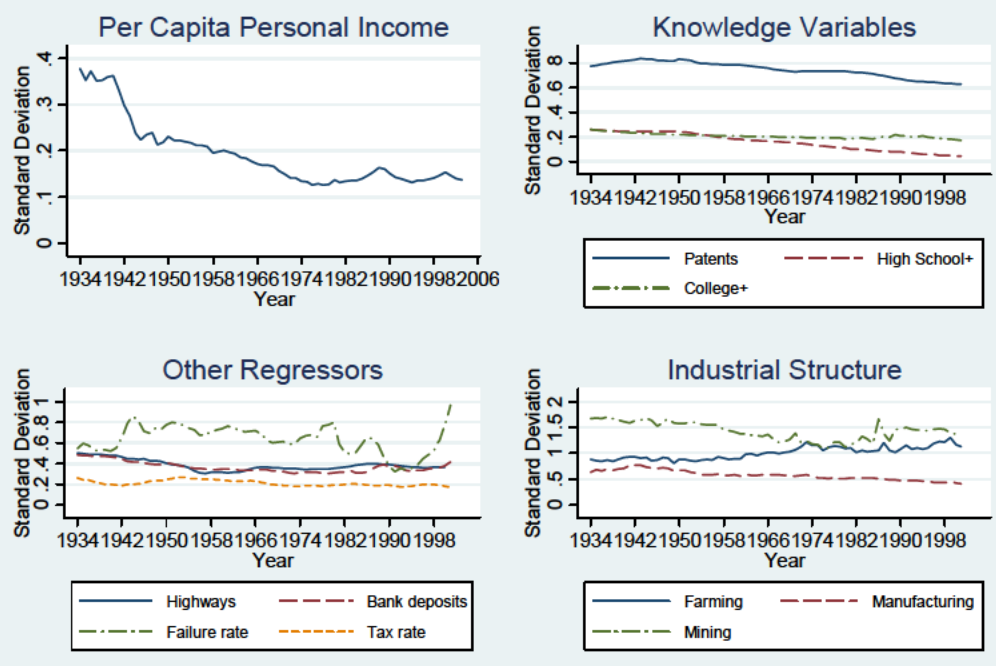 Per Capita Personal Income
Standard Deviation
.4
.3
.2
.1
0
1934 1942 1950 1958 1966 1974 1982 1990 1998 2006
Year
Knowledge Variables
Standard Deviation
.8
.6
.4
.2
0
1934 1942 1950 1958 1966 1974 1982 1990 1998
Year
Patents
High School+
College+
Other Regressors
Standard Deviation
1
.8
.6
.4
.2
0
1934 1942 1950 1958 1966 1974 1982 1990 1998
Year
Highways
Bank deposits
Failure rate
Tax rate
Industrial Structure
Standard Deviation
2
1.5
1
.5
0
1934 1942 1950 1958 1966 1974 1982 1990 1998
Year
Farming
Manufacturing
Mining